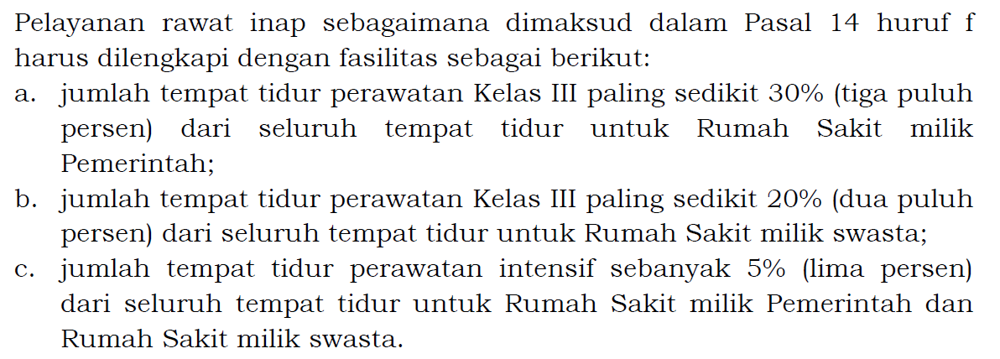 Pelayanan rawat inap sebagaimana dimaksud dalam Pasal 14 huruf f
harus dilengkapi dengan fasilitas sebagai berikut:
a. jumlah tempat tidur perawatan Kelas III paling sedikit 30% (tiga puluh
persen) dari seluruh tempat tidur untuk Rumah Sakit milik
Pemerintah;
b. jumlah tempat tidur perawatan Kelas III paling sedikit 20% (dua puluh
persen) dari seluruh tempat tidur untuk Rumah Sakit milik swasta;
c. jumlah tempat tidur perawatan intensif sebanyak 5% (lima persen)
dari seluruh tempat tidur untuk Rumah Sakit milik Pemerintah dan
Rumah Sakit milik swasta.